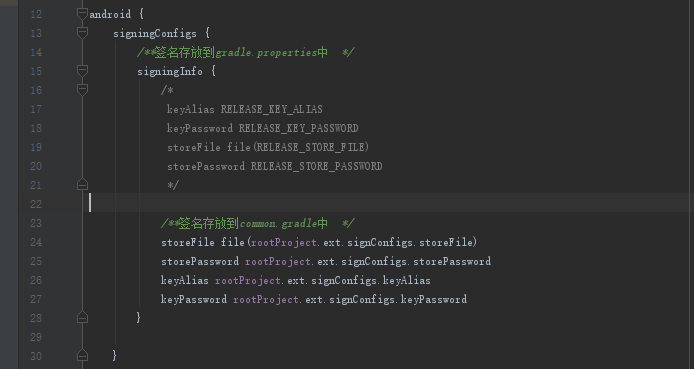 12 android {
13 signingConfigs {
14 /**签名存放到gradle.properties中 */
15 signingInfo {
16 /*
17 keyAlias RELEASE_KEY_ALIAS
18 keyPassword RELEASE_KEY_PASSWORD
19 storeFile file(RELEASE_STORE_FILE)
20 storePassword RELEASE_STORE_PASSWORD
21 */
22
23 /**签名存放到common.gradle中 */
24 storeFile file(rootProject.ext.signConfigs.storeFile)
25 storePassword rootProject.ext.signConfigs.storePassword
26 keyAlias rootProject.ext.signConfigs.keyAlias
27 keyPassword rootProject.ext.signConfigs.keyPassword
28 }
29
30 }